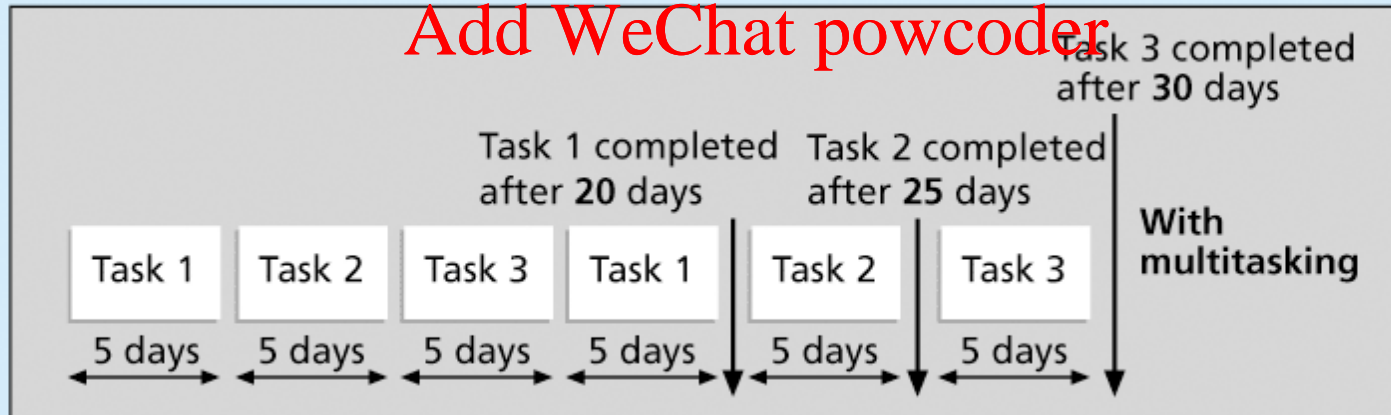 Add WeChat powcoder
Task 3 completed
after 30 days
Task 1 completed
after 20 days
Task 2 completed
after 25 days
With
multitasking
Task 1
Task 2
Task 3
Task 1
Task 2
Task 3
5 days
5 days
5 days
5 days
5 days
5 days